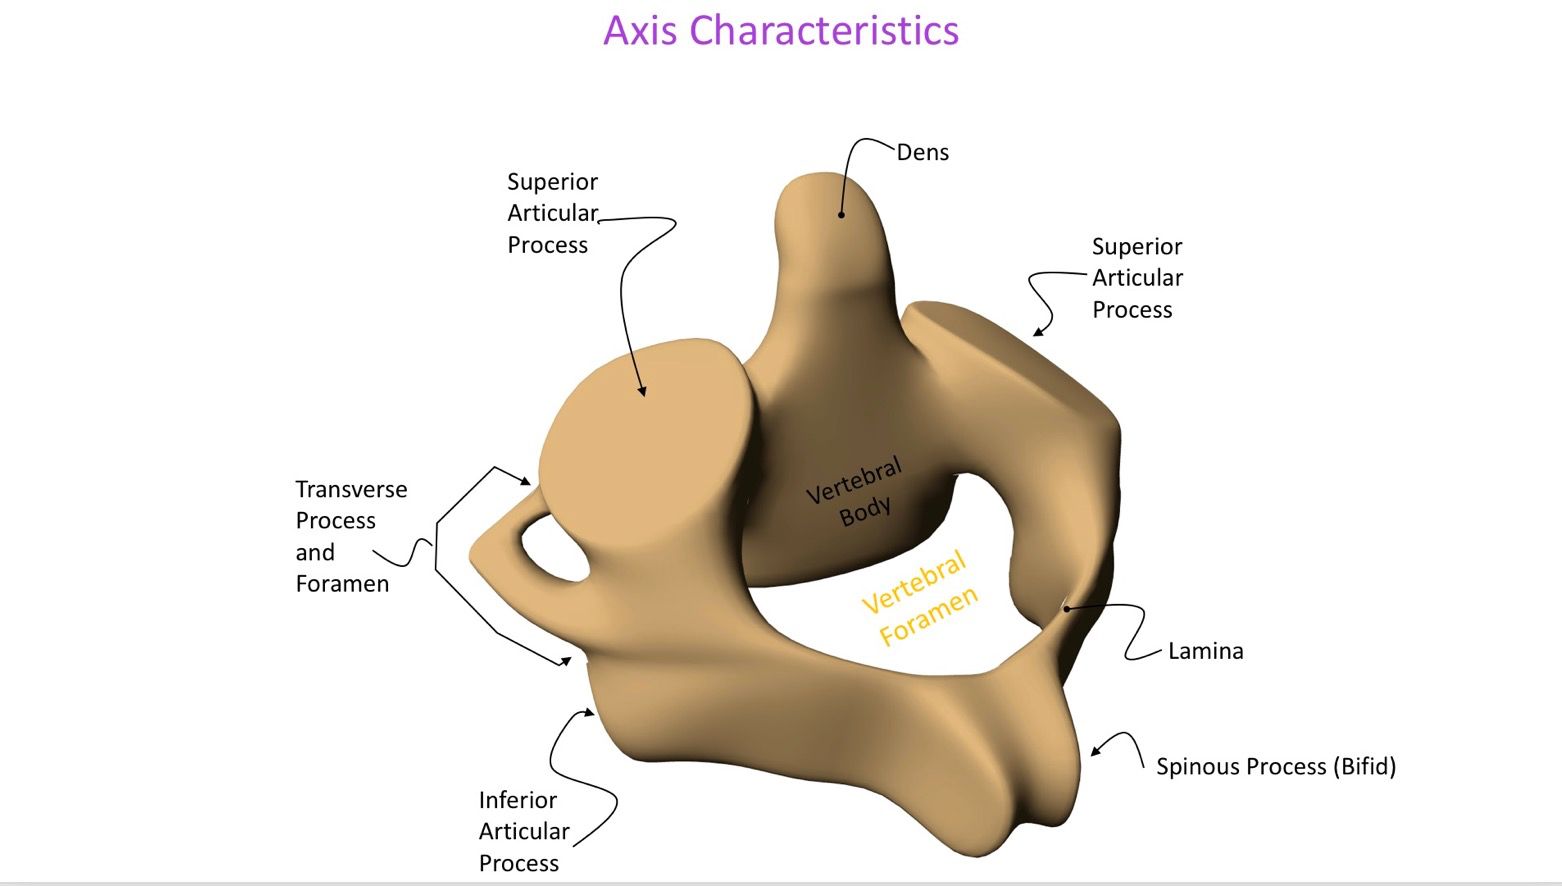 Axis Characteristics
Dens
Superior
Articular
Process
Superior
Articular
Process
Vertebral
Body
Transverse
Process
and
Foramen
Vertebral
Foramen
Lamina
Spinous Process (Bifid)
Inferior
Articular
Process